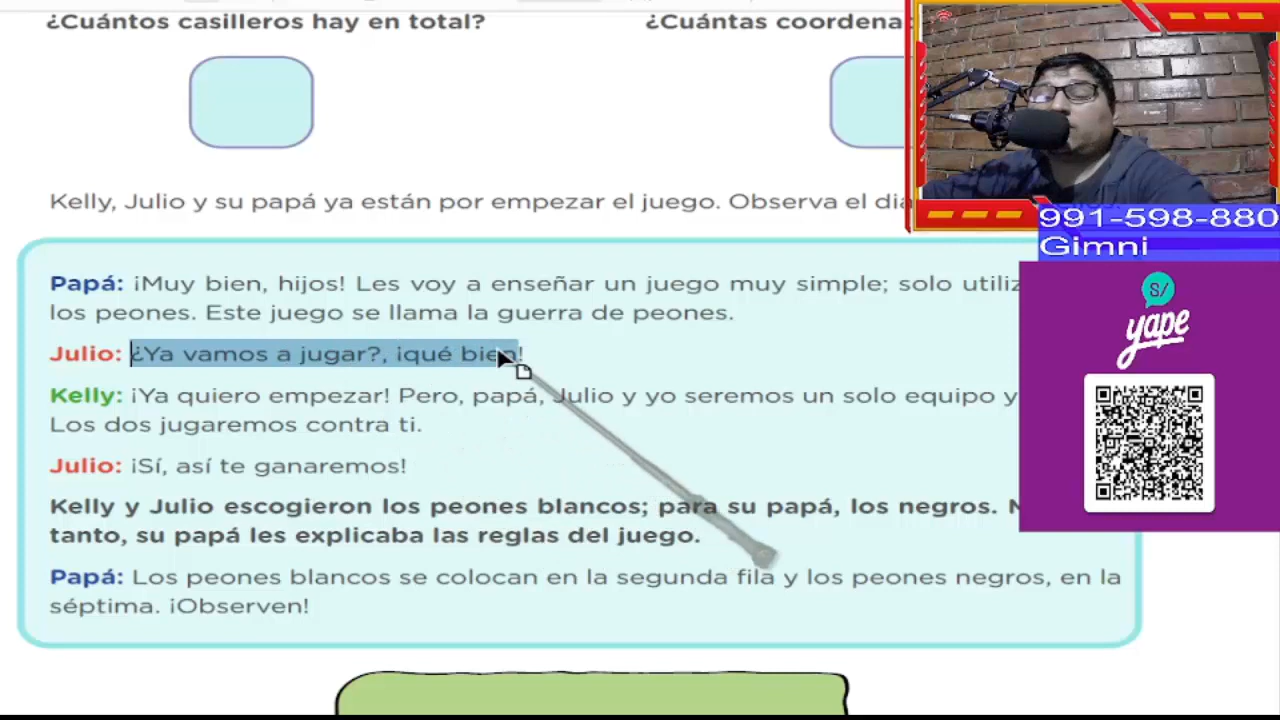 ¿Cuántos casilleros hay en total?
¿Cuántas coordena
Kelly, Julio y su papá ya están por empezar el juego. Observa el dia
991-598-880
Gimni
S/
yape
Papá: ¡Muy bien, hijos! Les voy a enseñar un juego muy simple; solo utiliz
los peones. Este juego se llama la guerra de peones.
Julio: ¿Ya vamos a jugar?, ¡qué bien!
Kelly: ¡Ya quiero empezar! Pero, papá, Julio y yo seremos un solo equipo y
Los dos jugaremos contra ti.
Julio: ¡Sí, así te ganaremos!
Kelly y Julio escogieron los peones blancos; para su papá, los negros.
tanto, su papá les explicaba las reglas del juego.
Papá: Los peones blancos se colocan en la segunda fila y los peones negros, en la
séptima. ¡Observen!